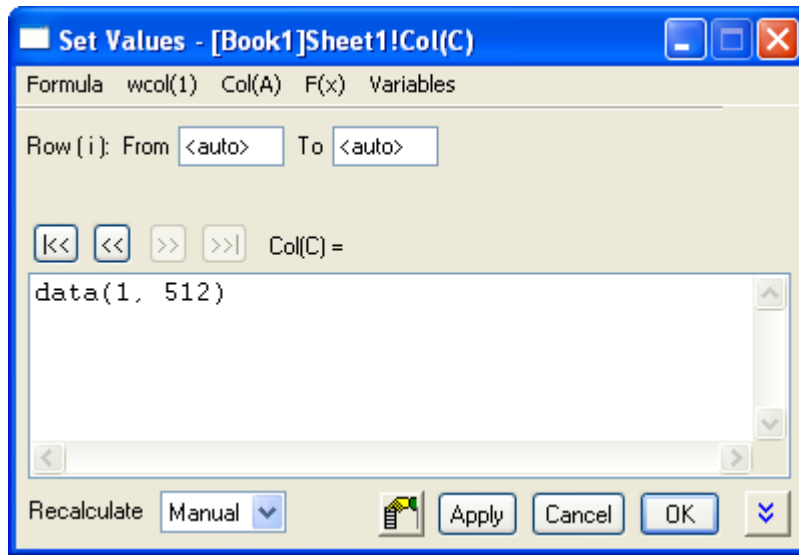 Set Values - [Book1]Sheet1!Col(C)
Formula wcol(1) Col(A) F(x) Variables
Row ( i ): From <auto> To <auto>
|<< << >> >>| Col(C) =
data(1, 512)
Recalculate Manual Apply Cancel OK